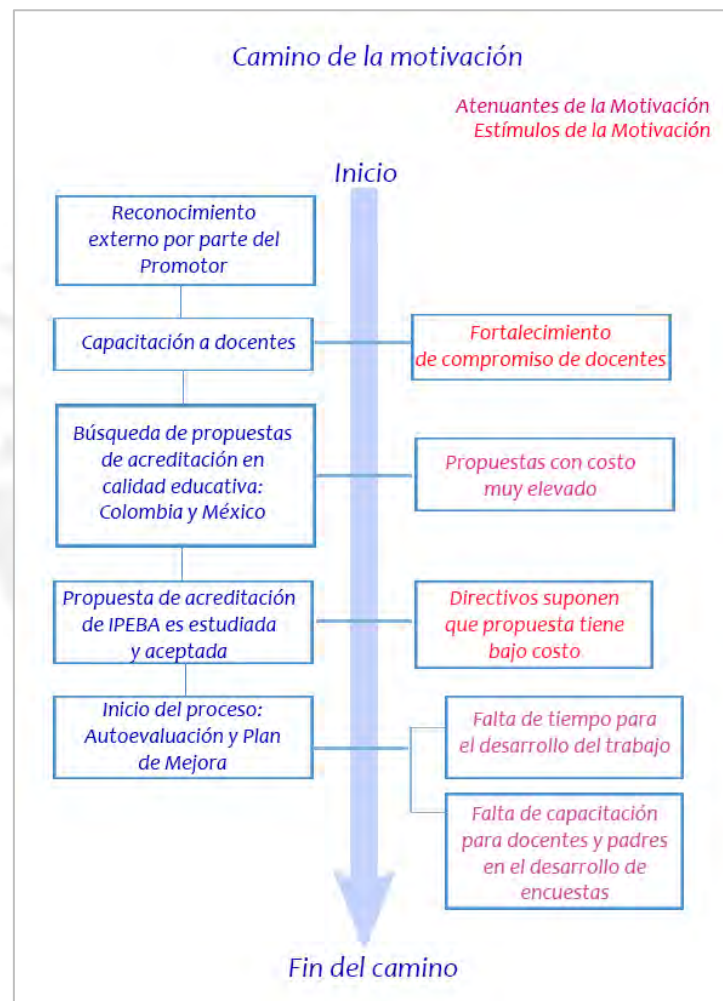 Camino de la motivación
Atenuantes de la Motivación
Estímulos de la Motivación
Inicio
Reconocimiento
externo por parte del
Promotor
Capacitación a docentes
Fortalecimiento
de compromiso de docentes
Búsqueda de propuestas
de acreditación en
calidad educativa:
Colombia y México
Propuestas con costo
muy elevado
Propuesta de acreditación
de IPEBA es estudiada
y aceptada
Directivos suponen
que propuesta tiene
bajo costo
Inicio del proceso:
Autoevaluación y Plan
de Mejora
Falta de tiempo para
el desarrollo del trabajo
Falta de capacitación
para docentes y padres
en el desarrollo de
encuestas
Fin del camino